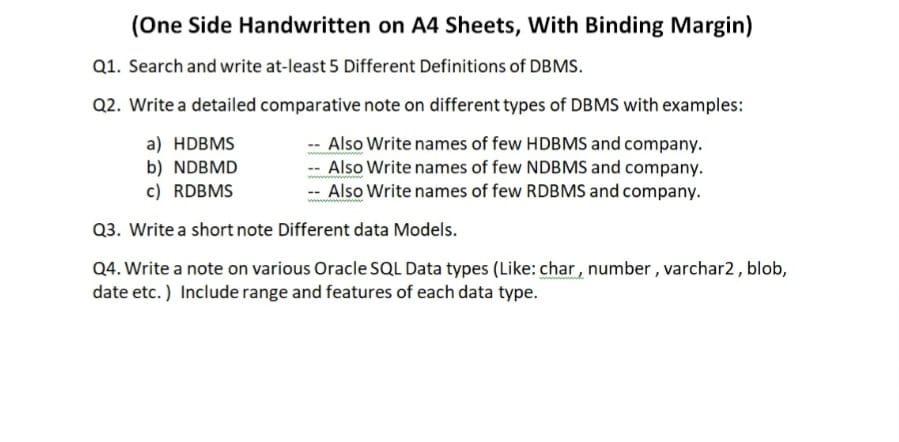 (One Side Handwritten on A4 Sheets, With Binding Margin)
Q1. Search and write at-least 5 Different Definitions of DBMS.
Q2. Write a detailed comparative note on different types of DBMS with examples:
a) HDBMS -- Also Write names of few HDBMS and company.
b) NDBMD -- Also Write names of few NDBMS and company.
c) RDBMS -- Also Write names of few RDBMS and company.
Q3. Write a short note Different data Models.
Q4. Write a note on various Oracle SQL Data types (Like: char , number , varchar2 , blob,
date etc. ) Include range and features of each data type.